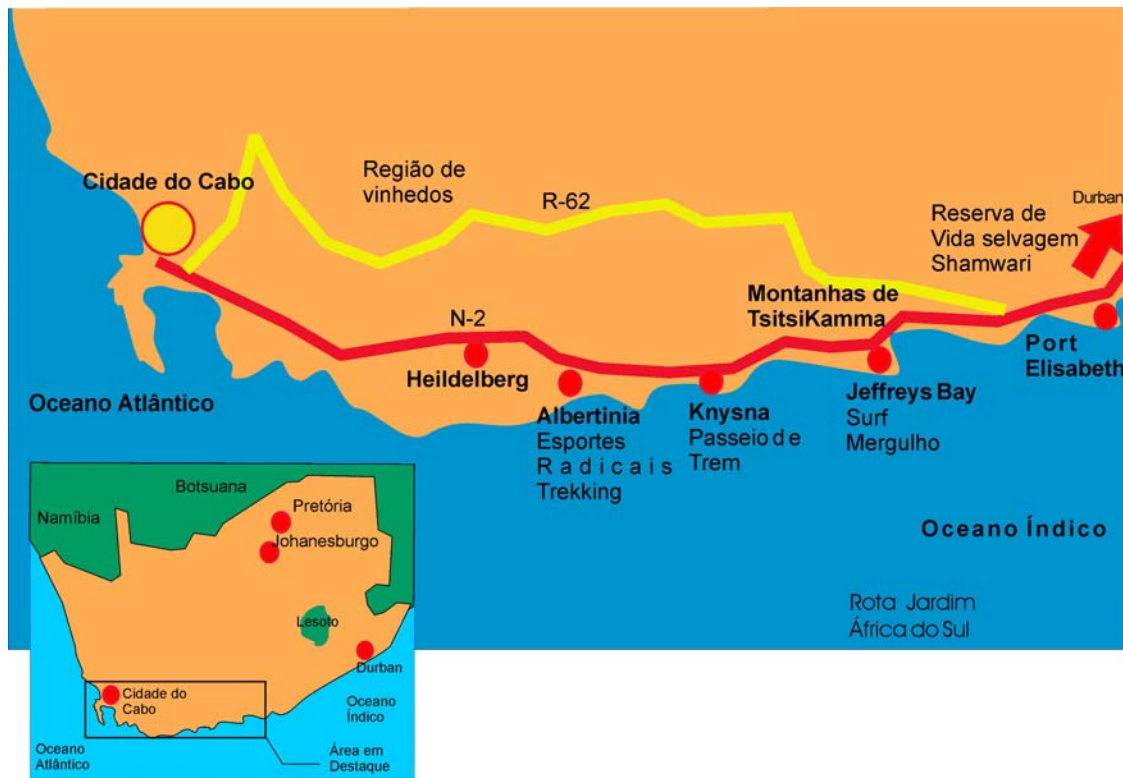 Cidade do Cabo
Região de
vinhedos
R-62
Durban
Reserva de
Vida selvagem
Shamwari
Montanhas de
TsitsiKamma
N-2
Heildelberg
Port
Elisabeth
Oceano Atlântico
Albertinia
Esportes
Radicais
Trekking
Knysna
Passeio de
Trem
Jeffreys Bay
Surf
Mergulho
Oceano Índico
Rota Jardim
África do Sul
Botsuana
Namíbia
Pretória
Johanesburgo
Lesoto
Durban
Cidade do
Cabo
Oceano
Índico
Oceano
Atlântico
Área em
Destaque